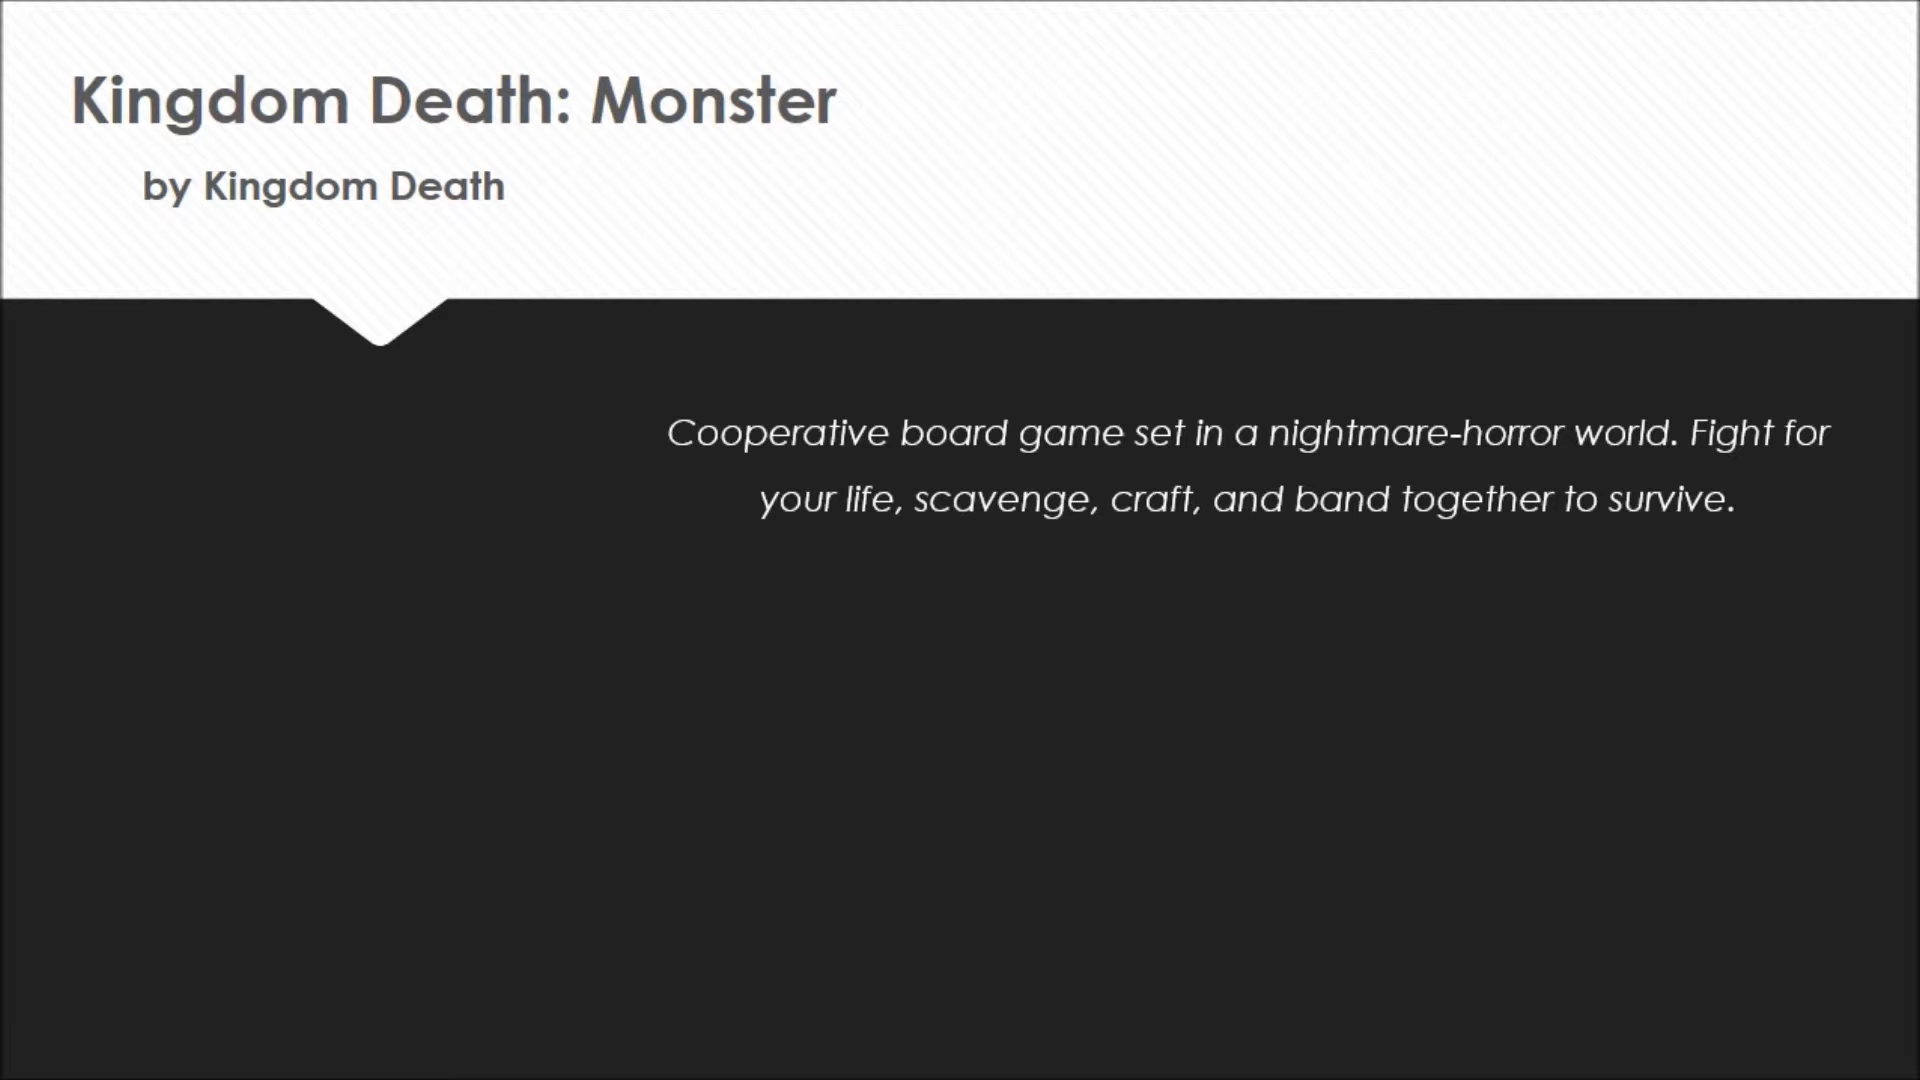 Kingdom Death: Monster
by Kingdom Death
Cooperative board game set in a nightmare-horror world. Fight for
your life, scavenge, craft, and band together to survive.